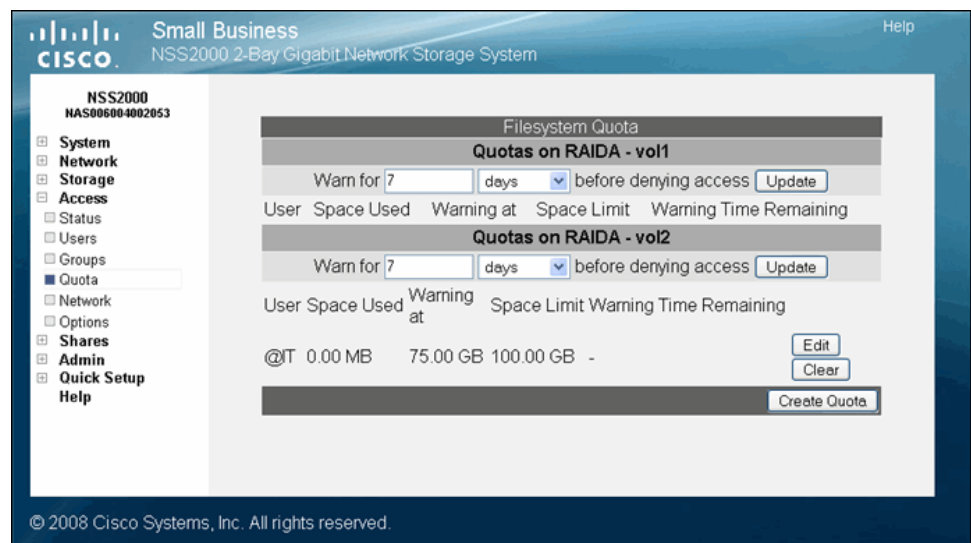 Small Business
Help
CISCO.
NSS2000 2-Bay Gigabit Network Storage System
NSS2000
NAS006004002053
System
Network
Storage
Access
Status
Users
Groups
Quota
Network
Options
Shares
Admin
Quick Setup
Help
Filesystem Quota
Quotas on RAIDA - vol1
Warn for 7 days before denying access Update
User Space Used Warning at Space Limit Warning Time Remaining
Quotas on RAIDA - vol2
Warn for 7 days before denying access Update
User Space Used Warning at Space Limit Warning Time Remaining
@IT 0.00 MB 75.00 GB 100.00 GB -
Edit
Clear
Create Quota
© 2008 Cisco Systems, Inc. All rights reserved.